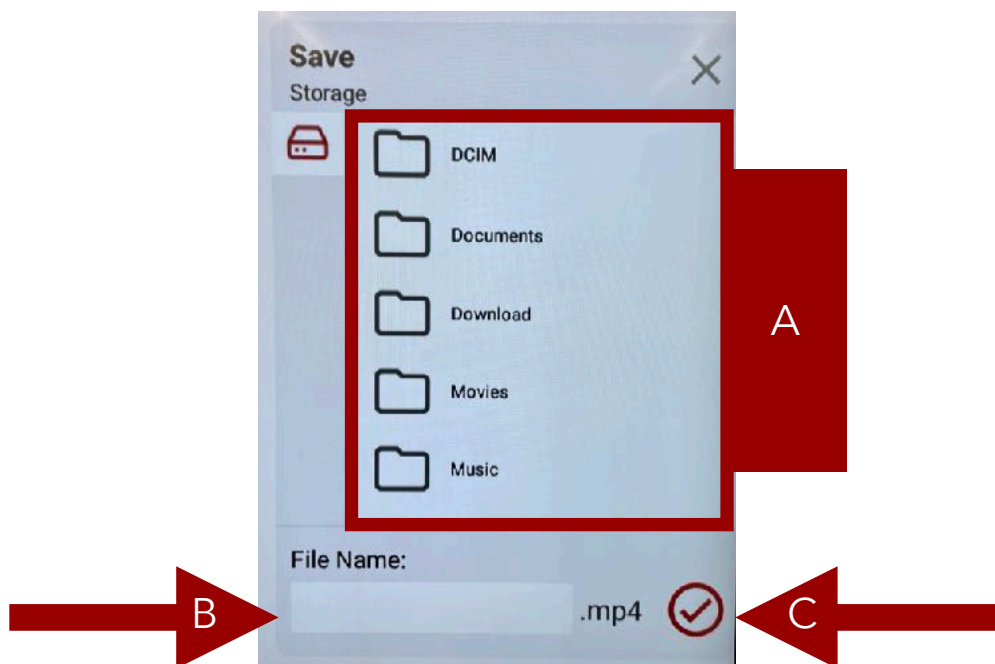 Save
Storage
DCIM
Documents
Download
A
Movies
Music
File Name:
B
.mp4
C